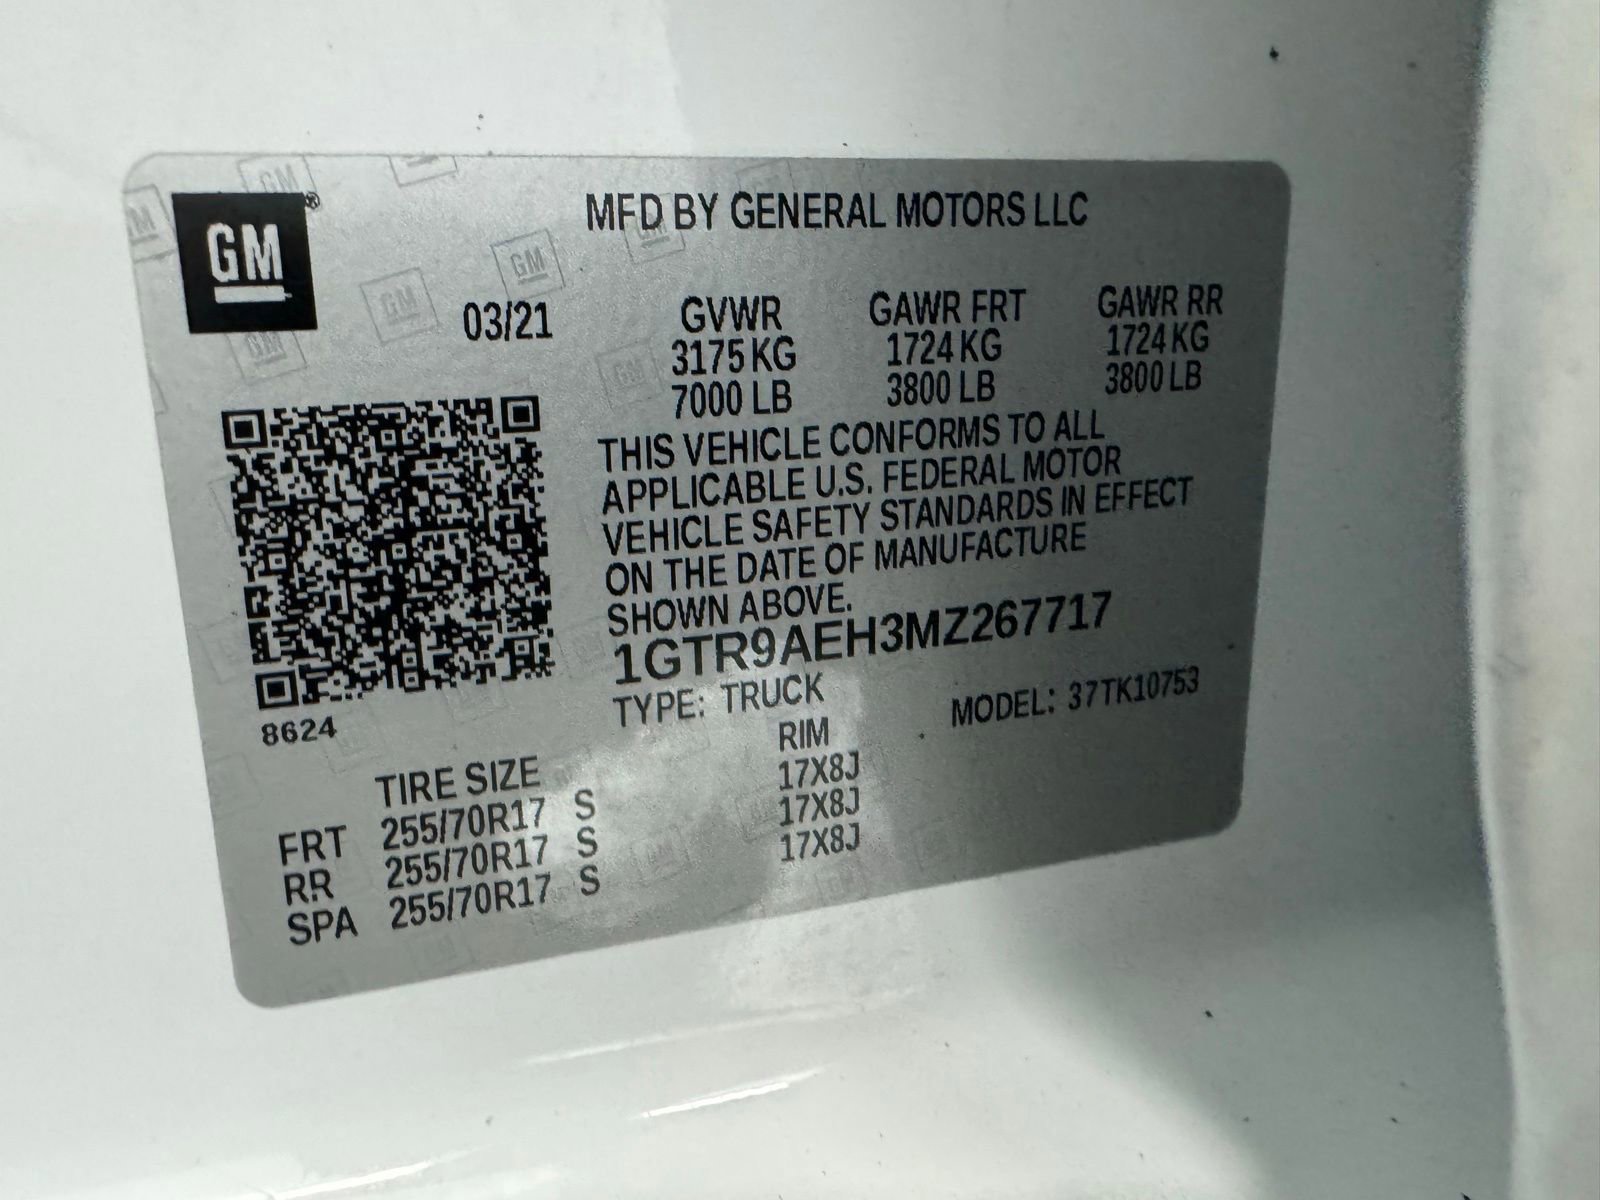 GM®
MFD BY GENERAL MOTORS LLC
03/21
GVWR GAWR FRT GAWR RR
3175 KG 1724 KG 1724 KG
7000 LB 3800 LB 3800 LB
THIS VEHICLE CONFORMS TO ALL
APPLICABLE U.S. FEDERAL MOTOR
VEHICLE SAFETY STANDARDS IN EFFECT
ON THE DATE OF MANUFACTURE
SHOWN ABOVE.
1GTR9AEH3MZ267717
TYPE: TRUCK MODEL: 37TK10753
8624
TIRE SIZE RIM
FRT 255/70R17 S 17X8J
RR 255/70R17 S 17X8J
SPA 255/70R17 S 17X8J